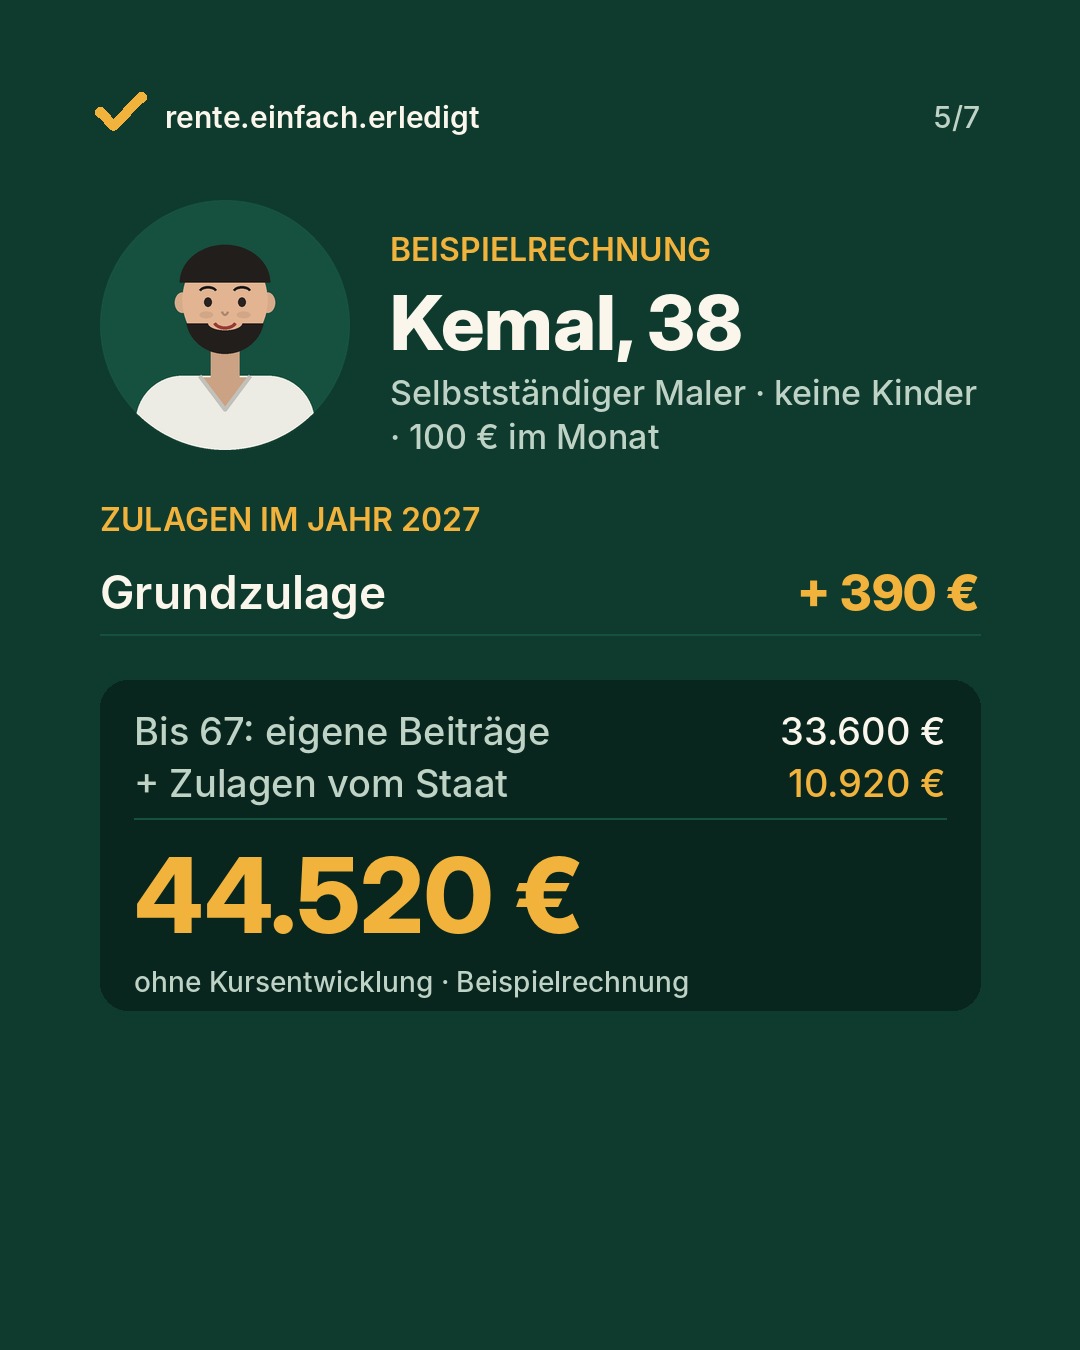 rente.einfach.erledigt
5/7
BEISPIELRECHNUNG
Kemal, 38
Selbstständiger Maler · keine Kinder
· 100 € im Monat
ZULAGEN IM JAHR 2027
Grundzulage + 390 €
Bis 67: eigene Beiträge 33.600 €
+ Zulagen vom Staat 10.920 €
44.520 €
ohne Kursentwicklung · Beispielrechnung